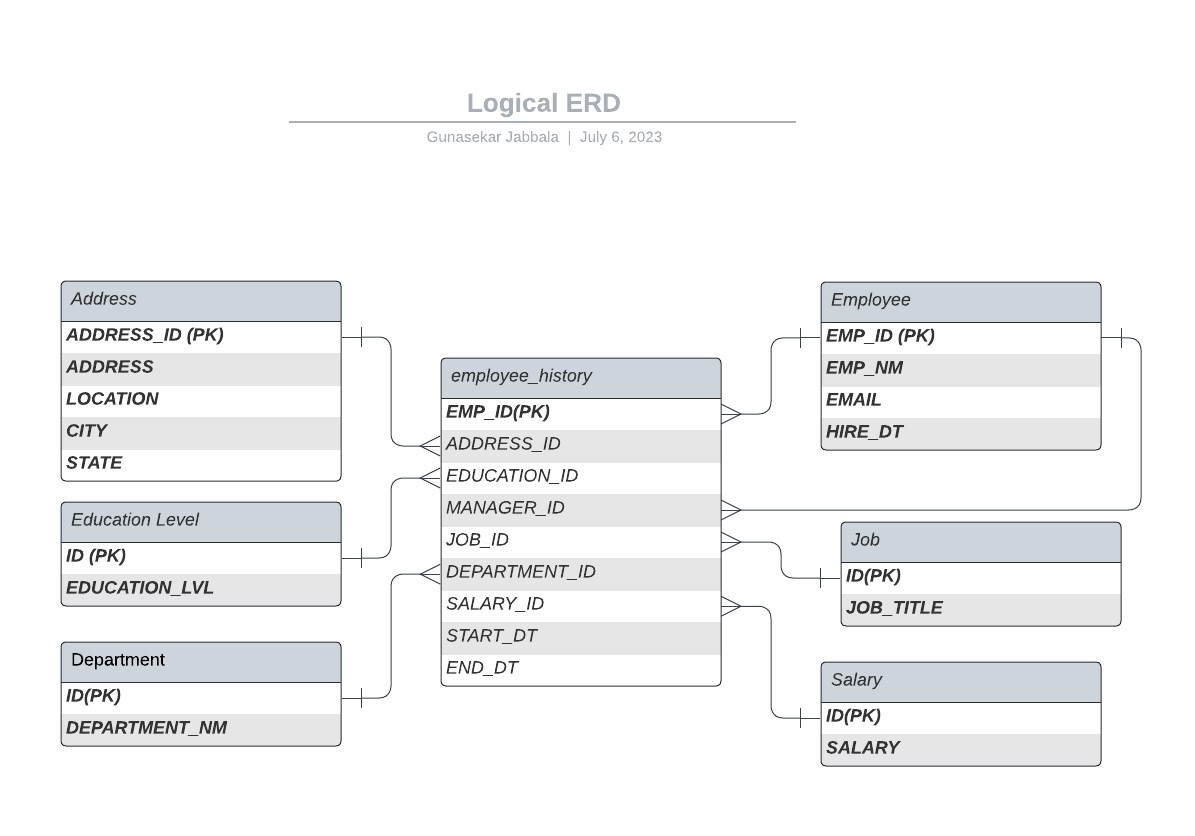 Logical ERD
Gunasekar Jabbala | July 6, 2023
Address
ADDRESS_ID (PK)
ADDRESS
LOCATION
CITY
STATE
Education Level
ID (PK)
EDUCATION_LVL
Department
ID(PK)
DEPARTMENT_NM
employee_history
EMP_ID(PK)
ADDRESS_ID
EDUCATION_ID
MANAGER_ID
JOB_ID
DEPARTMENT_ID
SALARY_ID
START_DT
END_DT
Employee
EMP_ID (PK)
EMP_NM
EMAIL
HIRE_DT
Job
ID(PK)
JOB_TITLE
Salary
ID(PK)
SALARY